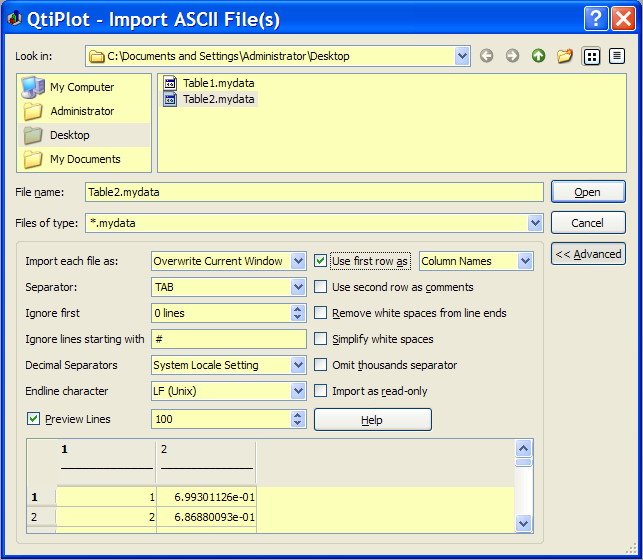 QtiPlot - Import ASCII File(s)
Look in: C:\Documents and Settings\Administrator\Desktop
My Computer
Administrator
Desktop
My Documents
Table1.mydata
Table2.mydata
File name: Table2.mydata Open
Files of type: *.mydata Cancel
<< Advanced
Import each file as: Overwrite Current Window Use first row as Column Names
Separator: TAB Use second row as comments
Ignore first 0 lines Remove white spaces from line ends
Ignore lines starting with # Simplify white spaces
Decimal Separators System Locale Setting Omit thousands separator
Endline character LF (Unix) Import as read-only
Preview Lines 100 Help
1 2
1 1 6.99301126e-01
2 2 6.86880093e-01